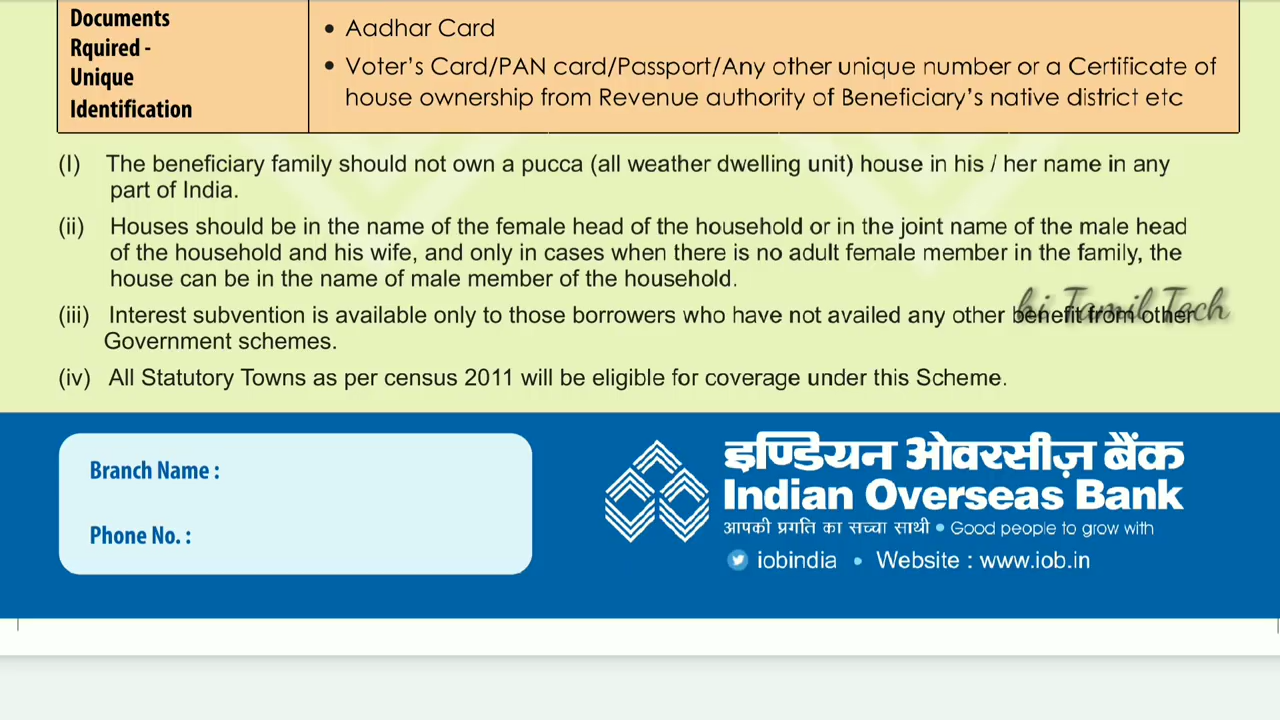 Documents
Rquired -
Unique
Identification
• Aadhar Card
• Voter's Card/PAN card/Passport/Any other unique number or a Certificate of
house ownership from Revenue authority of Beneficiary's native district etc
(I) The beneficiary family should not own a pucca (all weather dwelling unit) house in his / her name in any
part of India.
(ii) Houses should be in the name of the female head of the household or in the joint name of the male head
of the household and his wife, and only in cases when there is no adult female member in the family, the
house can be in the name of male member of the household.
hi Tamil Tech
(iii) Interest subvention is available only to those borrowers who have not availed any other benefit from other
Government schemes.
(iv) All Statutory Towns as per census 2011 will be eligible for coverage under this Scheme.
Branch Name :
Phone No. :
इण्डियन ओवरसीज़ बैंक
Indian Overseas Bank
आपकी प्रगति का सच्चा साथी • Good people to grow with
iobindia • Website : www.iob.in